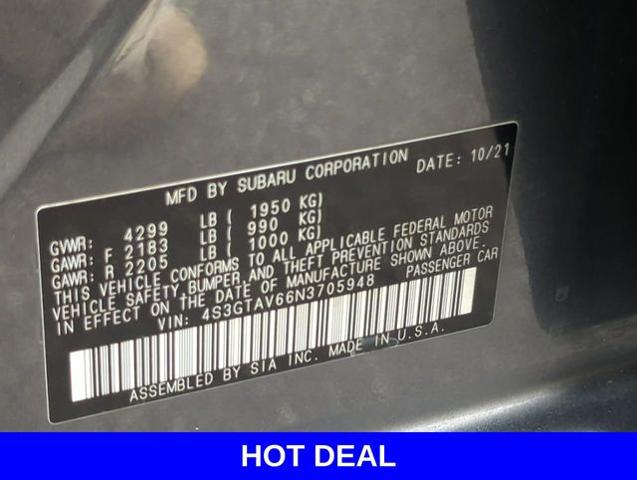 MFD BY SUBARU CORPORATION DATE: 10/21
GVWR: 4299 LB ( 1950 KG)
GAWR: F 2183 LB ( 990 KG)
GAWR: R 2205 LB ( 1000 KG)
THIS VEHICLE CONFORMS TO ALL APPLICABLE FEDERAL MOTOR
VEHICLE SAFETY, BUMPER, AND THEFT PREVENTION STANDARDS
IN EFFECT ON THE DATE OF MANUFACTURE SHOWN ABOVE.
VIN: 4S3GTAV66N3705948 PASSENGER CAR
ASSEMBLED BY SIA INC. MADE IN U.S.A.
HOT DEAL